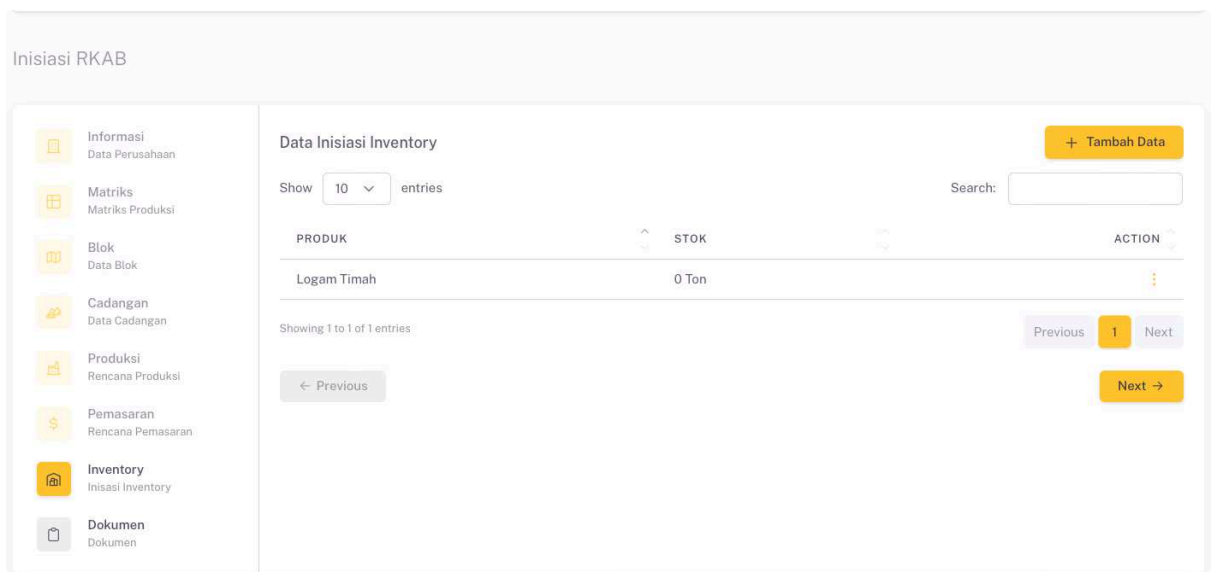 Inisiasi RKAB
Informasi
Data Perusahaan
Matriks
Matriks Produksi
Blok
Data Blok
Cadangan
Data Cadangan
Produksi
Rencana Produksi
Pemasaran
Rencana Pemasaran
Inventory
Inisasi Inventory
Dokumen
Dokumen
Data Inisiasi Inventory
+ Tambah Data
Show 10 entries
Search:
PRODUK STOK ACTION
Logam Timah 0 Ton
Showing 1 to 1 of 1 entries
Previous 1 Next
← Previous
Next →